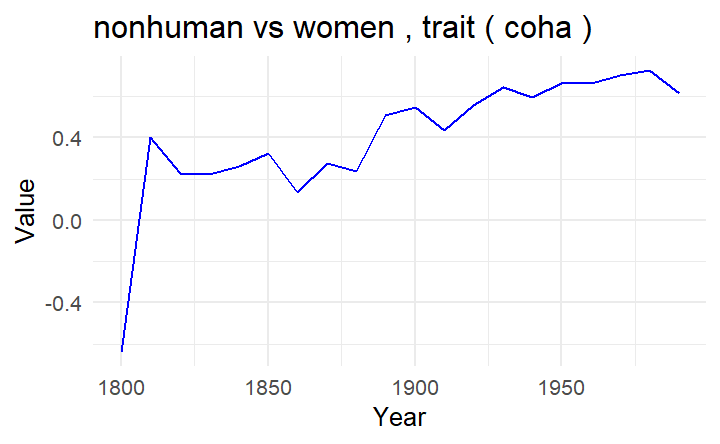 nonhuman vs women , trait ( coha )
Value
0.4
0.0
-0.4
1800 1850 1900 1950
Year